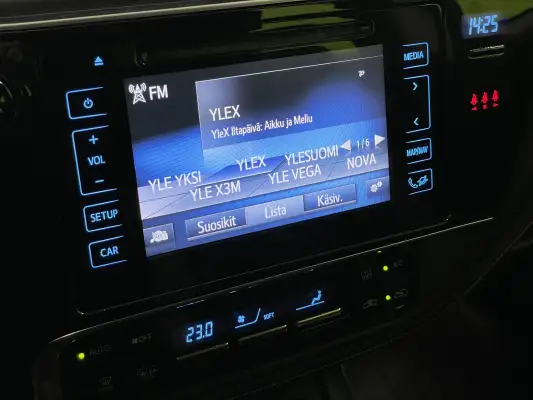 14:25
FM
MEDIA
YLEX
YleX Iltapäivä: Aikku ja Mellu
VOL
YLE YKSI YLEX YLESUOMI 1/6
YLE X3M YLE VEGA NOVA
MAP/NAV
SETUP
Suosikit Lista Käsiv.
CAR
23.0 SOFT
AUTO OFF A/C